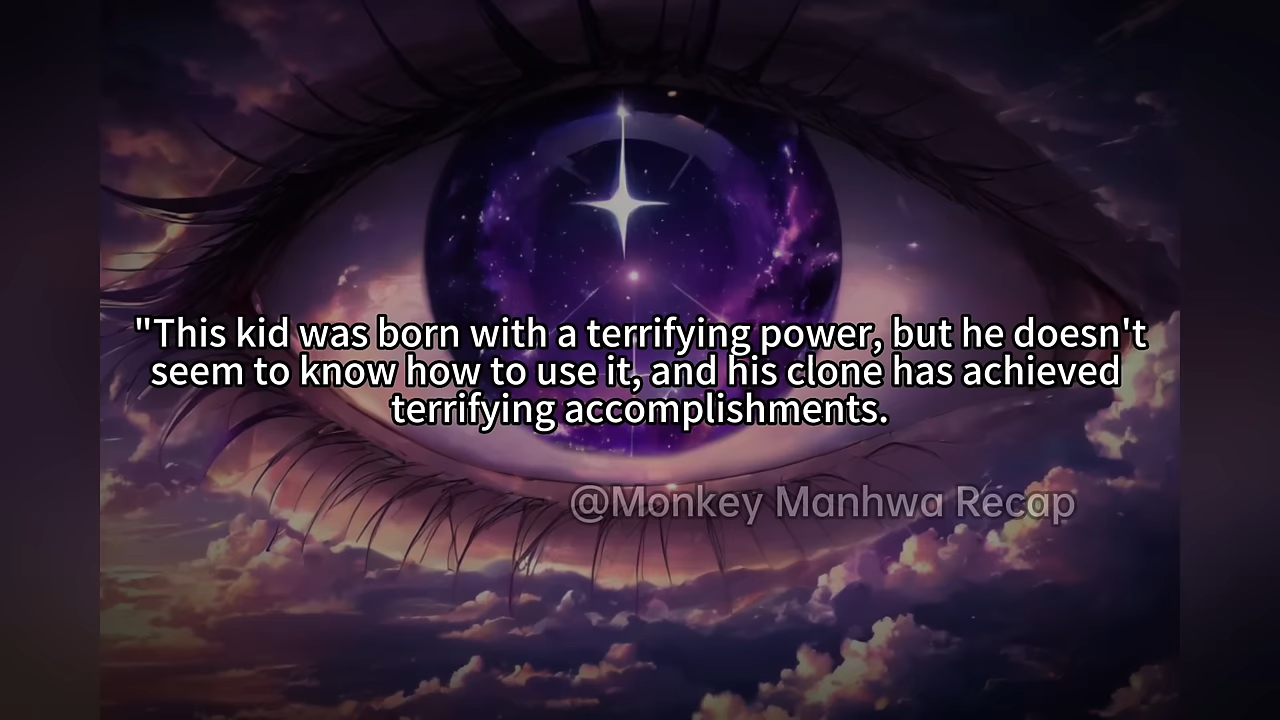 "This kid was born with a terrifying power, but he doesn't
seem to know how to use it, and his clone has achieved
terrifying accomplishments.
@Monkey Manhwa Recap